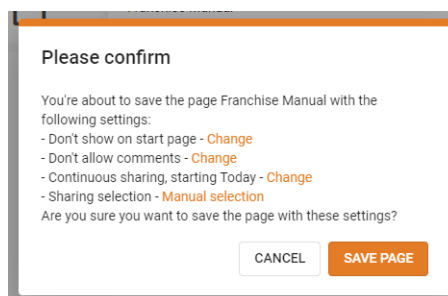 Please confirm
You're about to save the page Franchise Manual with the
following settings:
- Don't show on start page - Change
- Don't allow comments - Change
- Continuous sharing, starting Today - Change
- Sharing selection - Manual selection
Are you sure you want to save the page with these settings?
CANCEL SAVE PAGE